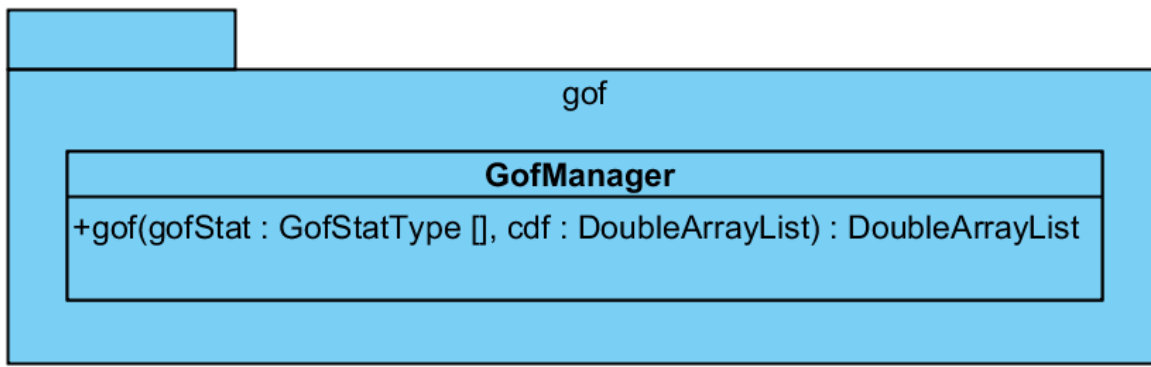 gof
GofManager
+gof(gofStat : GofStatType [], cdf : DoubleArrayList) : DoubleArrayList